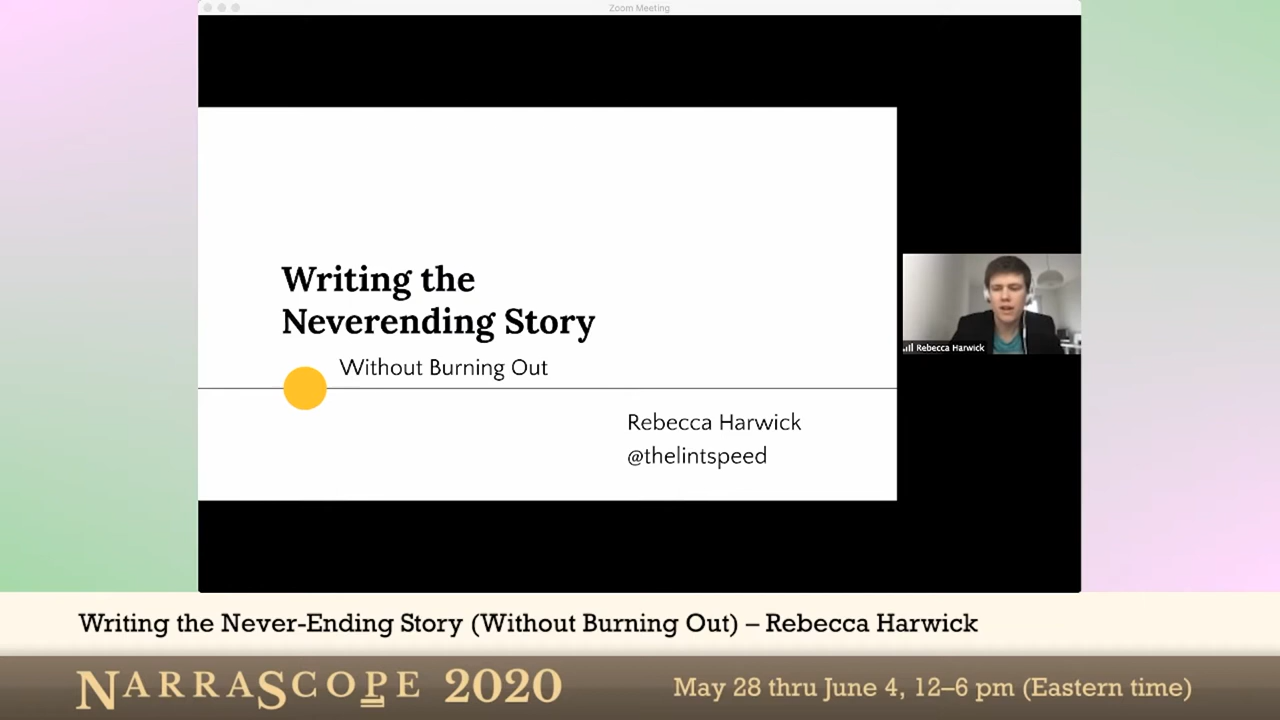 Zoom Meeting
Writing the
Neverending Story
Without Burning Out
Rebecca Harwick
@thelintspeed
Rebecca Harwick
Writing the Never-Ending Story (Without Burning Out) – Rebecca Harwick
NARRASCOPE 2020
May 28 thru June 4, 12–6 pm (Eastern time)